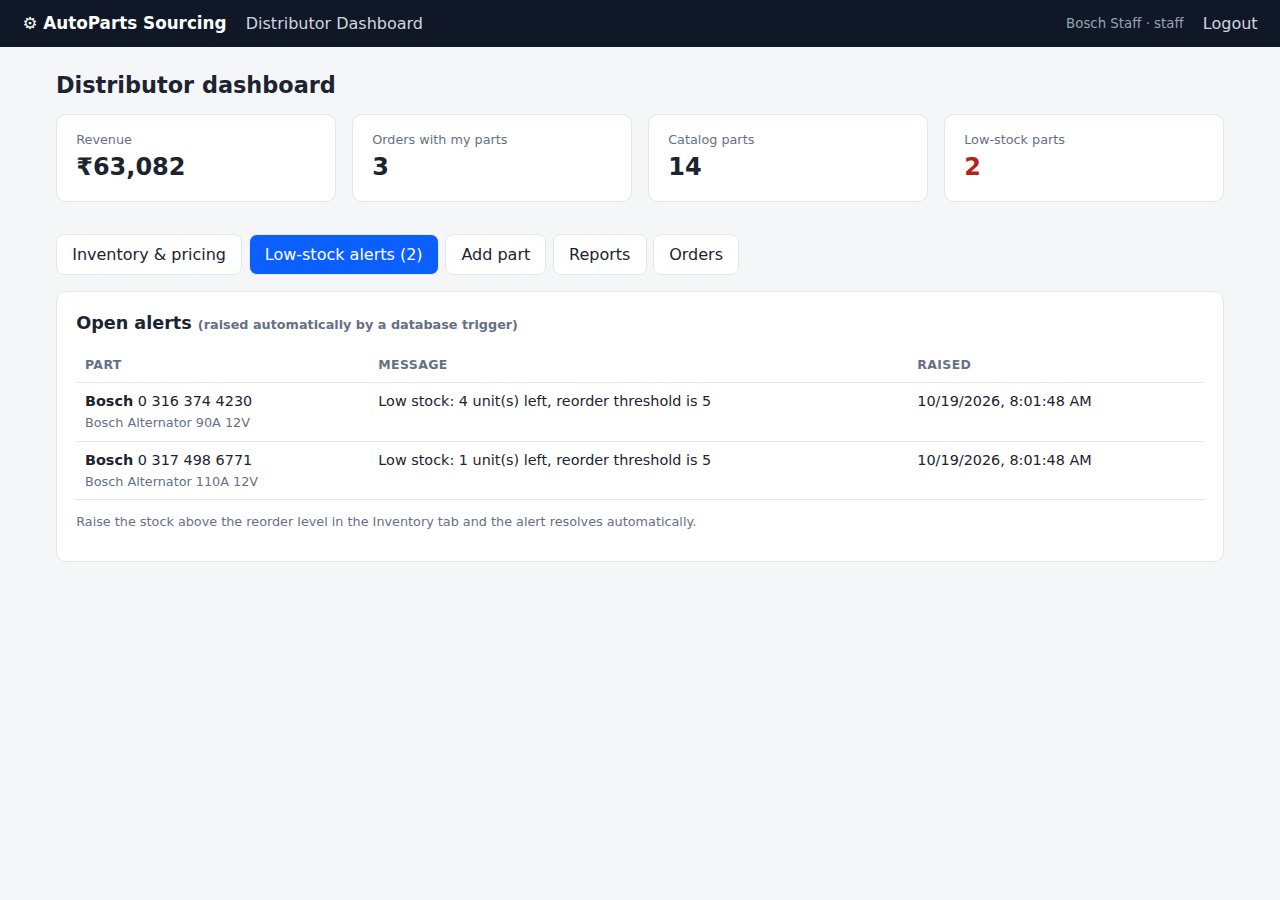 ⚙ AutoParts Sourcing Distributor Dashboard Bosch Staff · staff Logout
Distributor dashboard
Revenue Orders with my parts Catalog parts Low-stock parts
₹63,082 3 14 2
Inventory & pricing Low-stock alerts (2) Add part Reports Orders
Open alerts (raised automatically by a database trigger)
PART MESSAGE RAISED
Bosch 0 316 374 4230 Low stock: 4 unit(s) left, reorder threshold is 5 10/19/2026, 8:01:48 AM
Bosch Alternator 90A 12V
Bosch 0 317 498 6771 Low stock: 1 unit(s) left, reorder threshold is 5 10/19/2026, 8:01:48 AM
Bosch Alternator 110A 12V
Raise the stock above the reorder level in the Inventory tab and the alert resolves automatically.